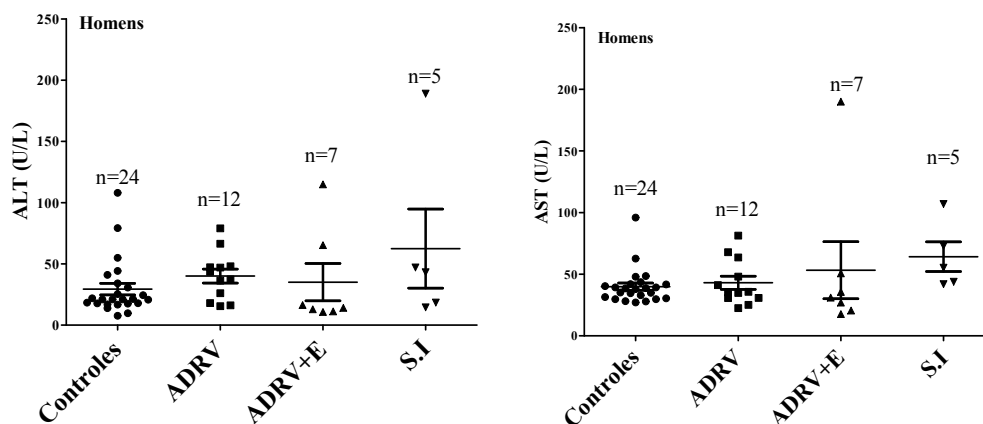 Homens
ALT (U/L)
250
200
150
100
50
0
n=24
n=12
n=7
n=5
Controles
ADRV
ADRV+E
S.I
Homens
AST (U/L)
250
200
150
100
50
0
n=24
n=12
n=7
n=5
Controles
ADRV
ADRV+E
S.I